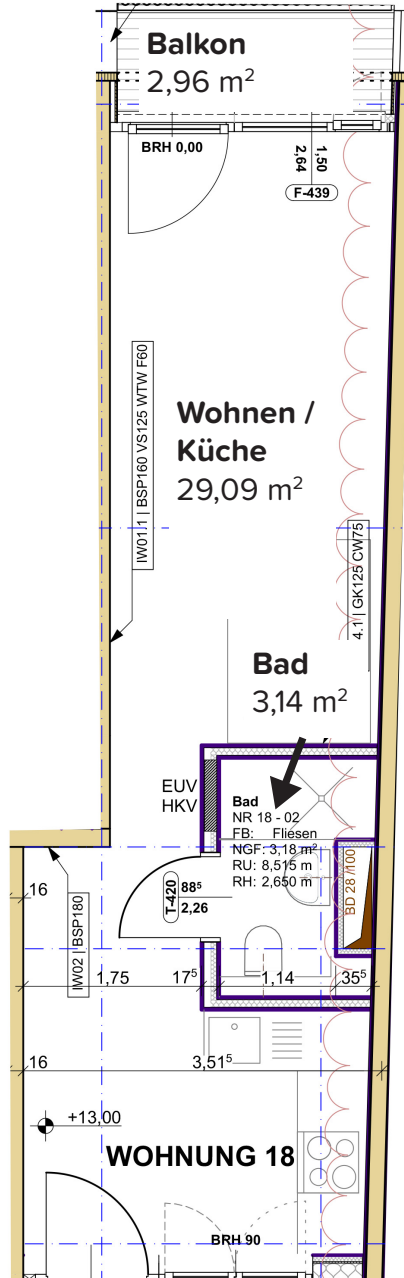 Balkon
2,96 m²
BRH 0,00
1,50
2,64
F-439
IW01.1 | BSP160 VS125 WTW F60
Wohnen /
Küche
29,09 m²
4.1 | GK125 CW75
Bad
3,14 m²
EUV
HKV
Bad
NR 18 - 02
FB: Fliesen
NGF: 3,18 m²
RU: 8,515 m
RH: 2,650 m
BD 28 /100
T-420
88⁵
2,26
16
IW02 | BSP180
1,75
17⁵
1,14
35⁵
16
3,51⁵
+13,00
WOHNUNG 18
BRH 90